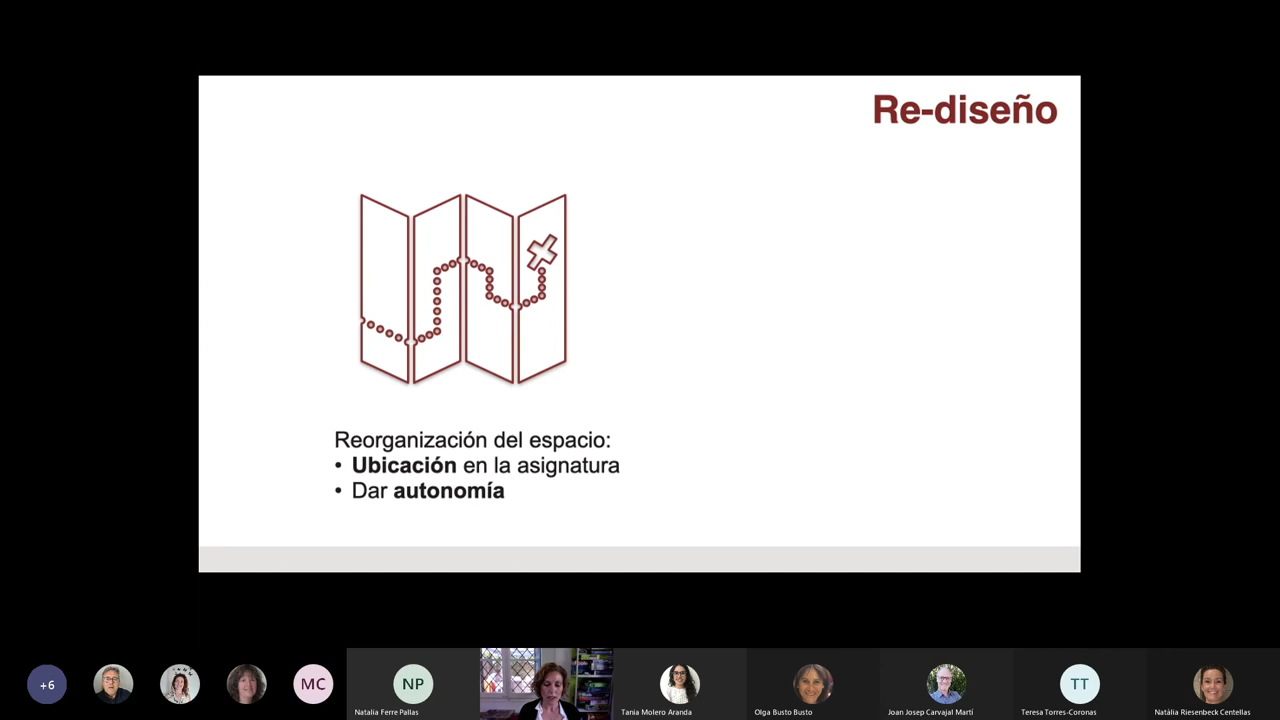 Re-diseño
Reorganización del espacio:
• Ubicación en la asignatura
• Dar autonomía
+6
MC
NP
Natalia Ferre Pallas
Tania Molero Aranda
Olga Busto Busto
Joan Josep Carvajal Martí
TT
Teresa Torres-Coronas
Natàlia Riesenbeck Centellas